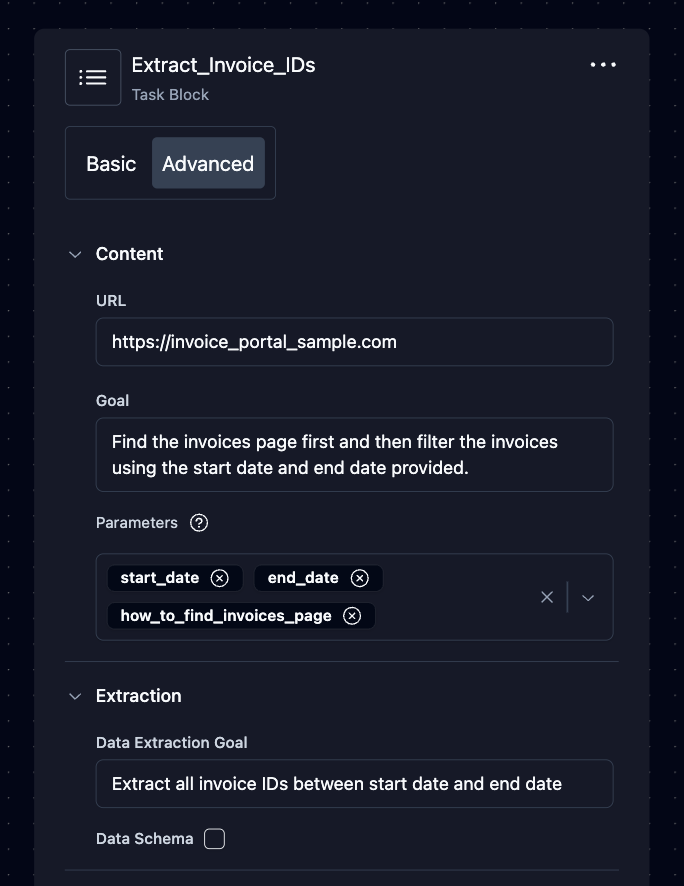 Extract_Invoice_IDs
Task Block
Basic Advanced
Content
URL
https://invoice_portal_sample.com
Goal
Find the invoices page first and then filter the invoices
using the start date and end date provided.
Parameters ?
start_date end_date
how_to_find_invoices_page
Extraction
Data Extraction Goal
Extract all invoice IDs between start date and end date
Data Schema